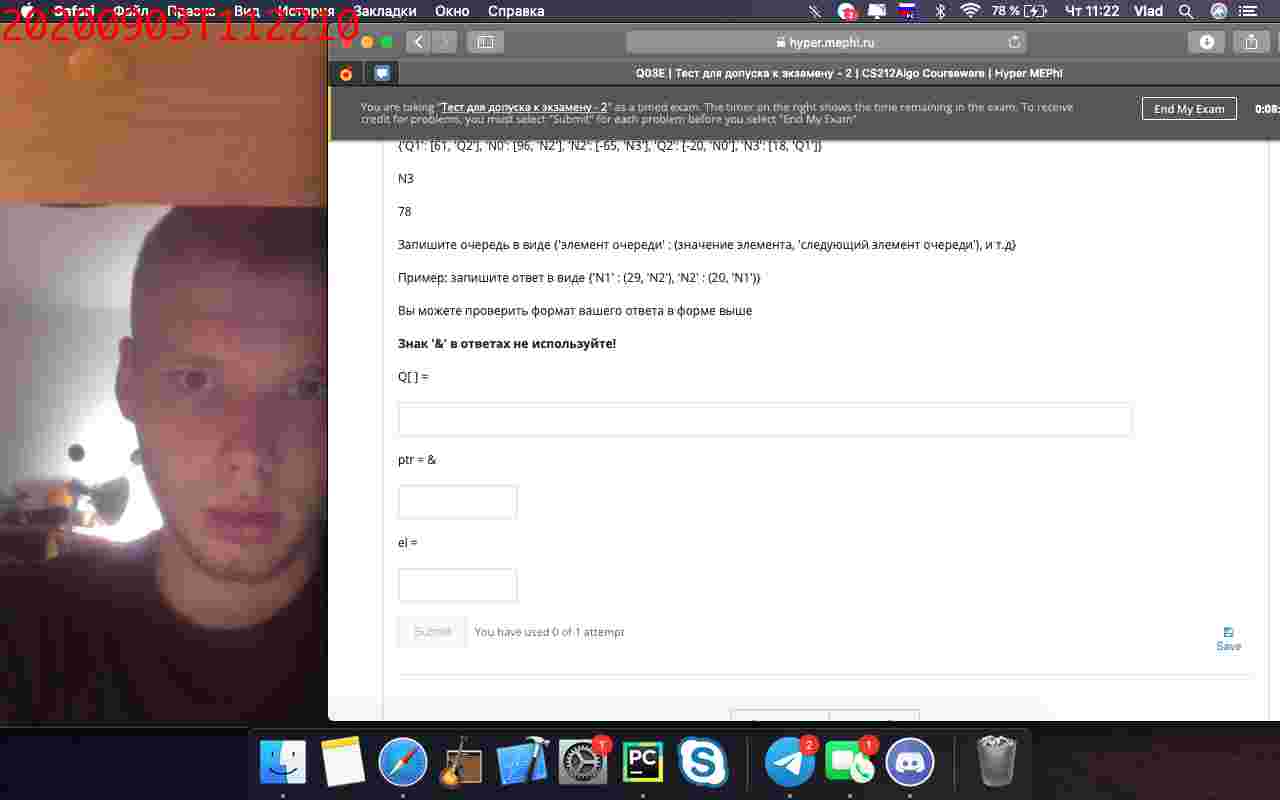 Safari Файл Правка Вид История Закладки Окно Справка 78 % Чт 11:22 Vlad
20200903T112210
hyper.mephi.ru
Q03E | Тест для допуска к экзамену - 2 | CS212Algo Courseware | Hyper MEPhI
You are taking "Тест для допуска к экзамену - 2" as a timed exam. The timer on the right shows the time remaining in the exam. To receive
credit for problems, you must select "Submit" for each problem before you select "End My Exam"
End My Exam
0:08:
{'Q1': [61, 'Q2'], 'N0': [96, 'N2'], 'N2': [-65, 'N3'], 'Q2': [-20, 'N0'], 'N3': [18, 'Q1']}
N3
78
Запишите очередь в виде {'элемент очереди' : (значение элемента, 'следующий элемент очереди'), и т.д}
Пример: запишите ответ в виде {'N1' : (29, 'N2'), 'N2' : (20, 'N1')}
Вы можете проверить формат вашего ответа в форме выше
Знак '&' в ответах не используйте!
Q[ ] =
ptr = &
el =
Submit You have used 0 of 1 attempt
Save
PC
2
1